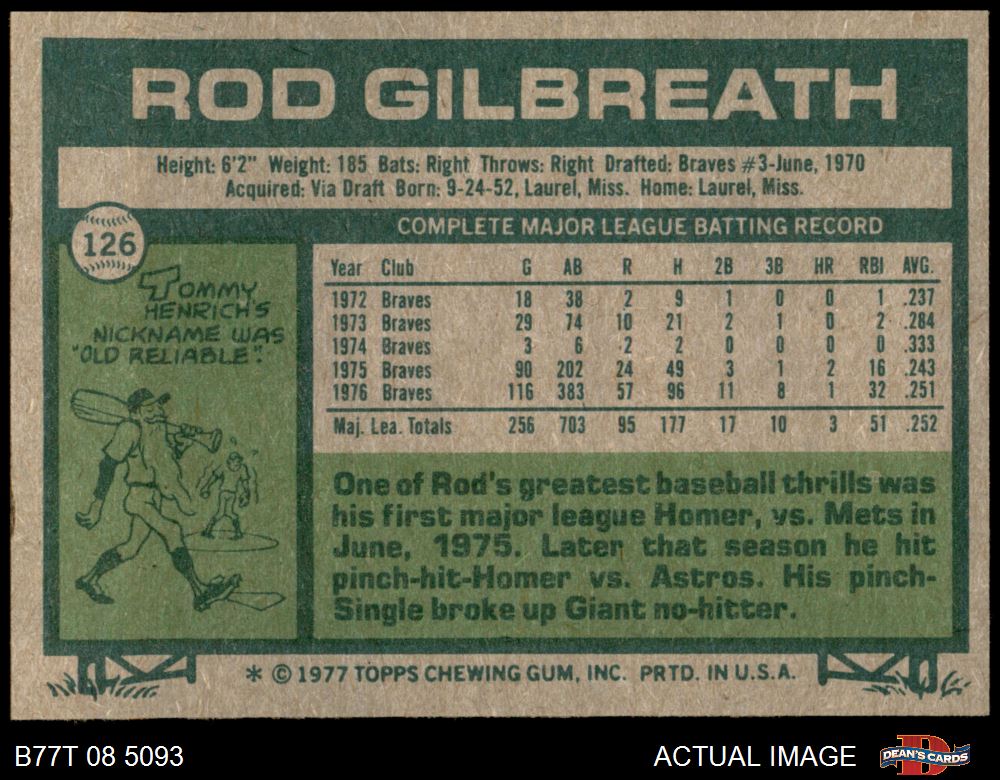 ROD GILBREATH
Height: 6'2" Weight: 185 Bats: Right Throws: Right Drafted: Braves #3-June, 1970
Acquired: Via Draft Born: 9-24-52, Laurel, Miss. Home: Laurel, Miss.
126
TOMMY
HENRICH'S
NICKNAME WAS
"OLD RELIABLE".
COMPLETE MAJOR LEAGUE BATTING RECORD
Year Club G AB R H 2B 3B HR RBI AVG.
1972 Braves 18 38 2 9 1 0 0 1 .237
1973 Braves 29 74 10 21 2 1 0 2 .284
1974 Braves 3 6 2 2 0 0 0 0 .333
1975 Braves 90 202 24 49 3 1 2 16 .243
1976 Braves 116 383 57 96 11 8 1 32 .251
Maj. Lea. Totals 256 703 95 177 17 10 3 51 .252
One of Rod's greatest baseball thrills was
his first major league Homer, vs. Mets in
June, 1975. Later that season he hit
pinch-hit-Homer vs. Astros. His pinch-
Single broke up Giant no-hitter.
* © 1977 TOPPS CHEWING GUM, INC. PRTD. IN U.S.A.
B77T 08 5093
ACTUAL IMAGE
D
DEAN'S CARDS